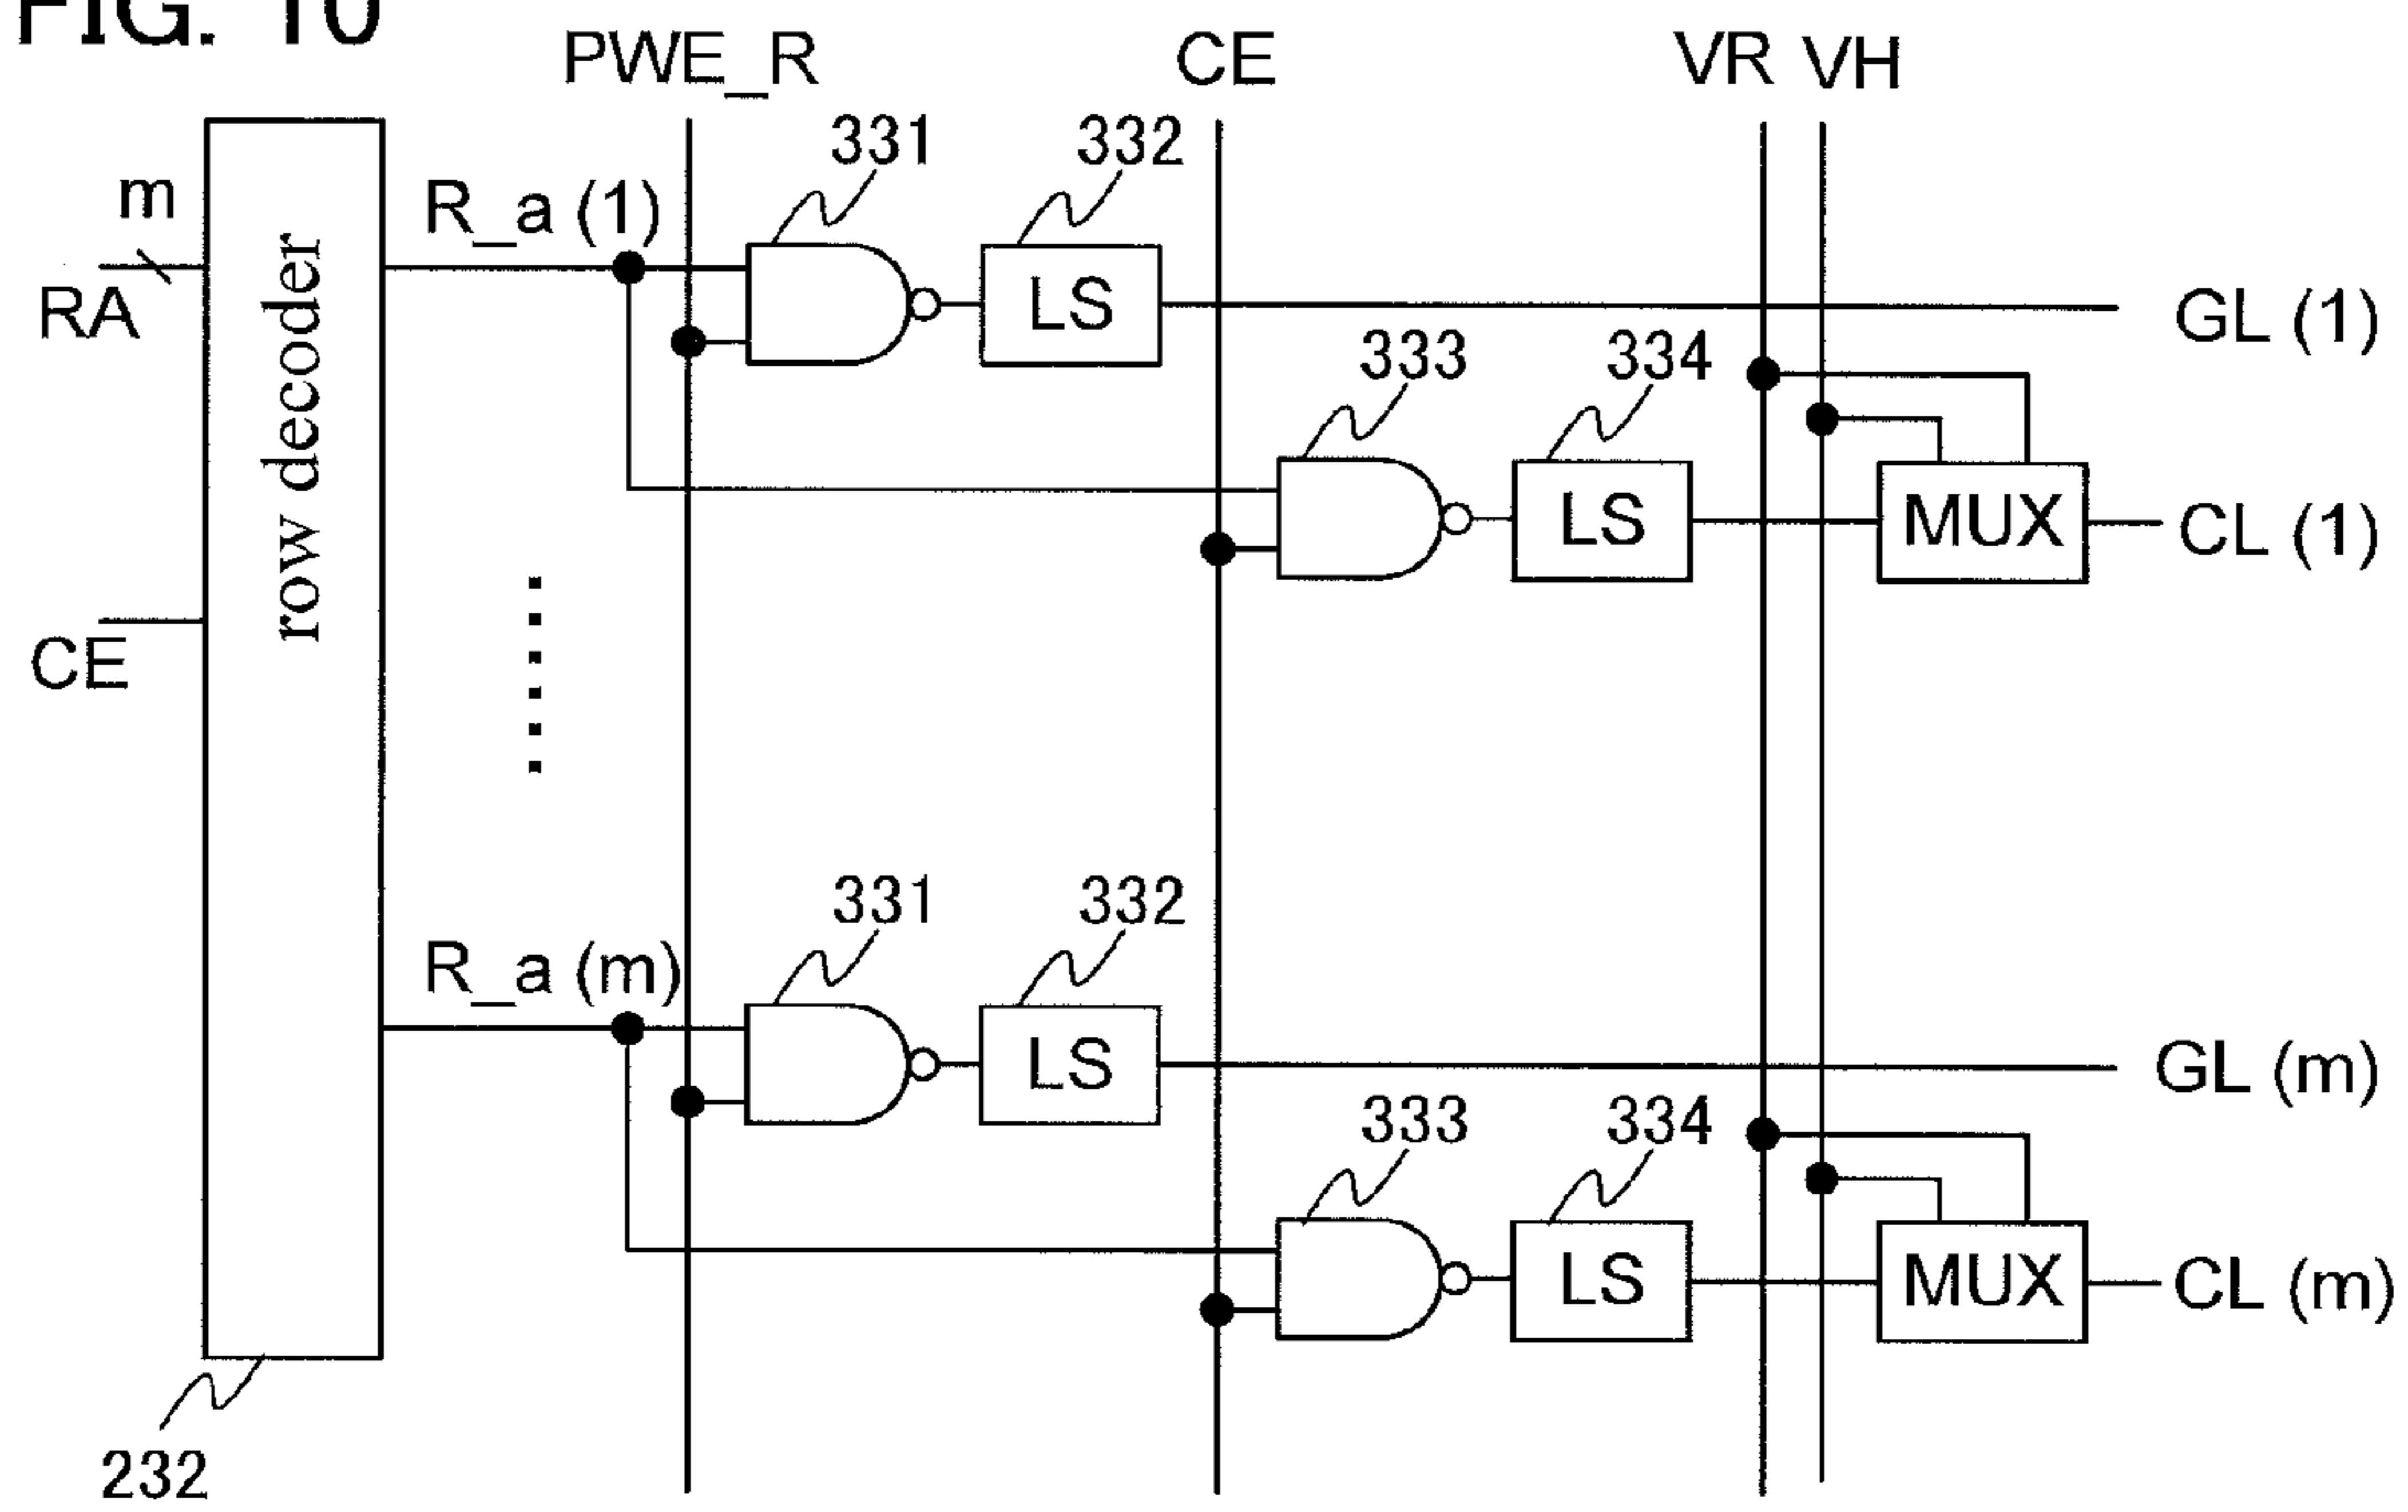 FIG. 10
PWE_R
CE
VR
VH
331
332
m
R_a (1)
RA
row decoder
LS
GL (1)
333
334
LS
MUX
CL (1)
CE
331
332
R_a (m)
LS
GL (m)
333
334
LS
MUX
CL (m)
232